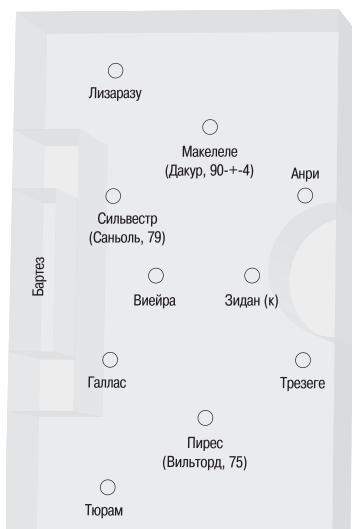 Лизаразу
Макелеле
(Дакур, 90-+-4)
Анри
Сильвестр
(Саньоль, 79)
Бартез
Виейра
Зидан (к)
Галлас
Трезеге
Пирес
(Вильторд, 75)
Тюрам